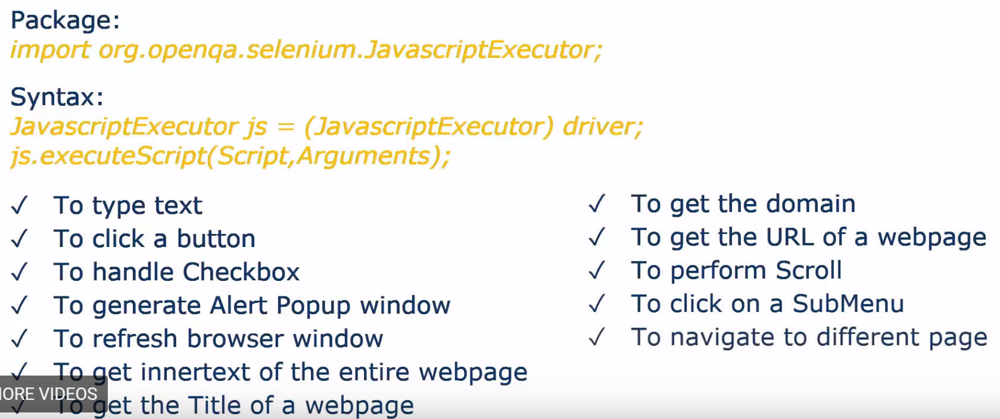 Package:
import org.openqa.selenium.JavascriptExecutor;
Syntax:
JavascriptExecutor js = (JavascriptExecutor) driver;
js.executeScript(Script,Arguments);
✓ To type text
✓ To click a button
✓ To handle Checkbox
✓ To generate Alert Popup window
✓ To refresh browser window
✓ To get innertext of the entire webpage
✓ To get the Title of a webpage
✓ To get the domain
✓ To get the URL of a webpage
✓ To perform Scroll
✓ To click on a SubMenu
✓ To navigate to different page
ORE VIDEOS